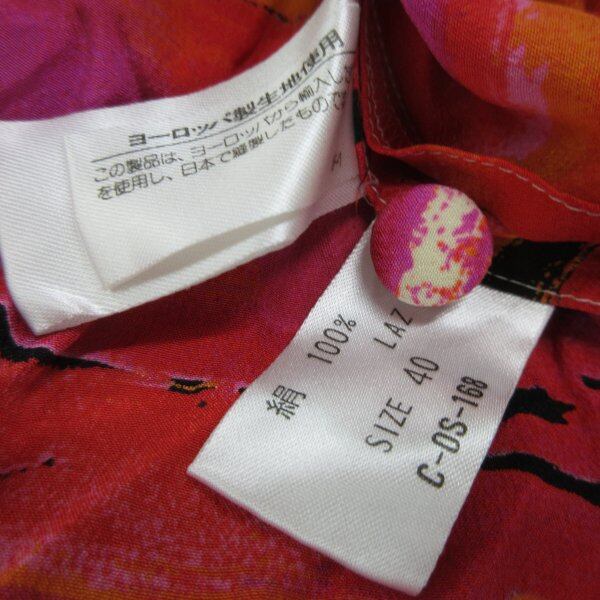 ヨーロッパ製生地使用
この製品は、ヨーロッパから輸入し
を使用し、日本で縫製したもので
絹 100%
LAZ
SIZE 40
C-OS-168